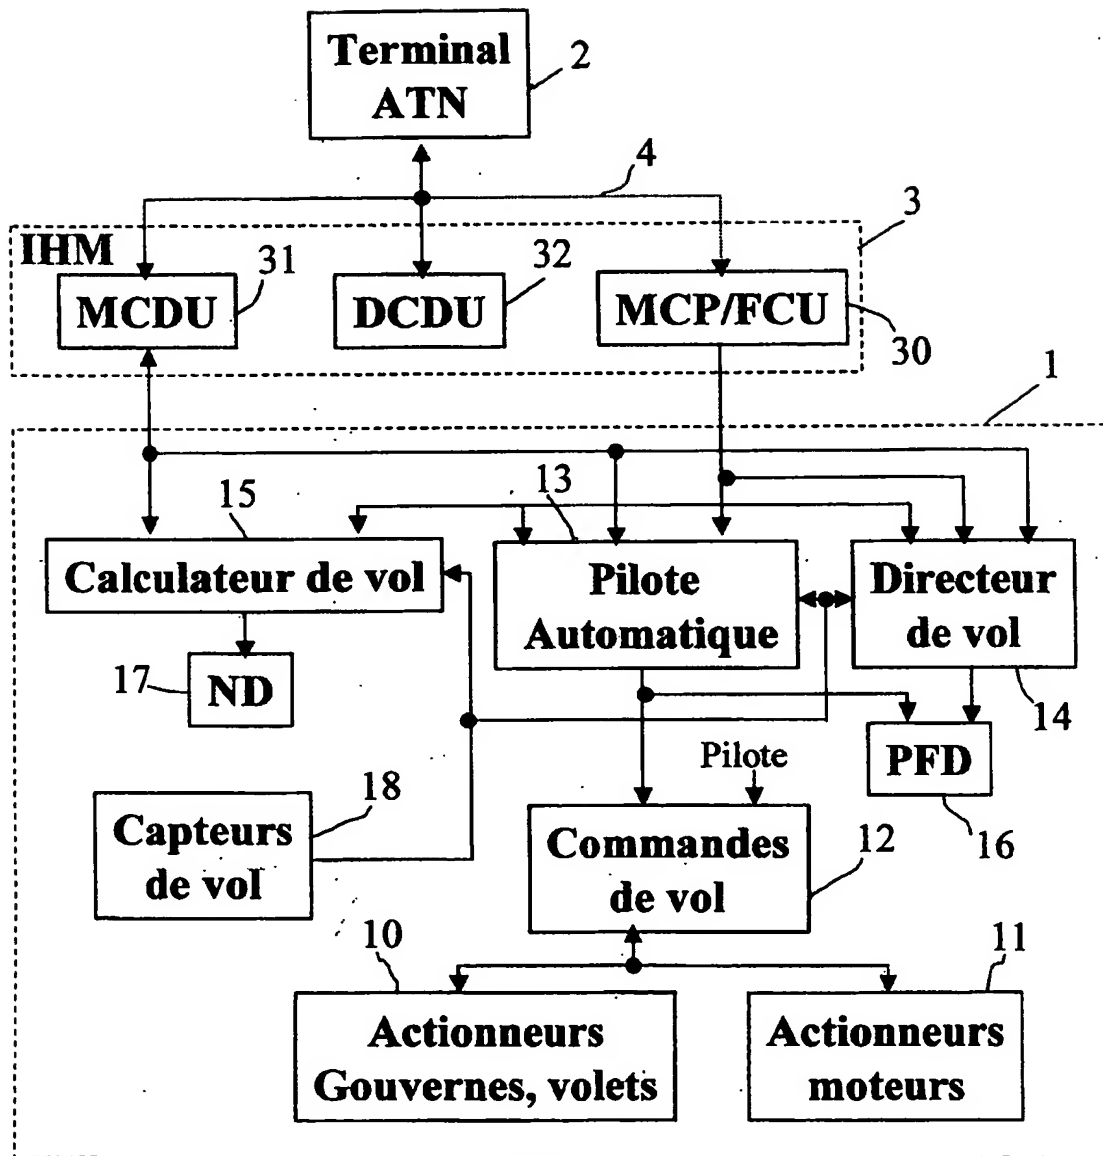 Terminal
ATN
2
4
3
IHM
31
32
MCDU
DCDU
MCP/FCU
30
1
15
13
Calculateur de vol
Pilote
Automatique
Directeur
de vol
17
ND
14
Pilote
PFD
18
Capteurs
de vol
Commandes
de vol
12
16
10
11
Actionneurs
Gouvernes, volets
Actionneurs
moteurs